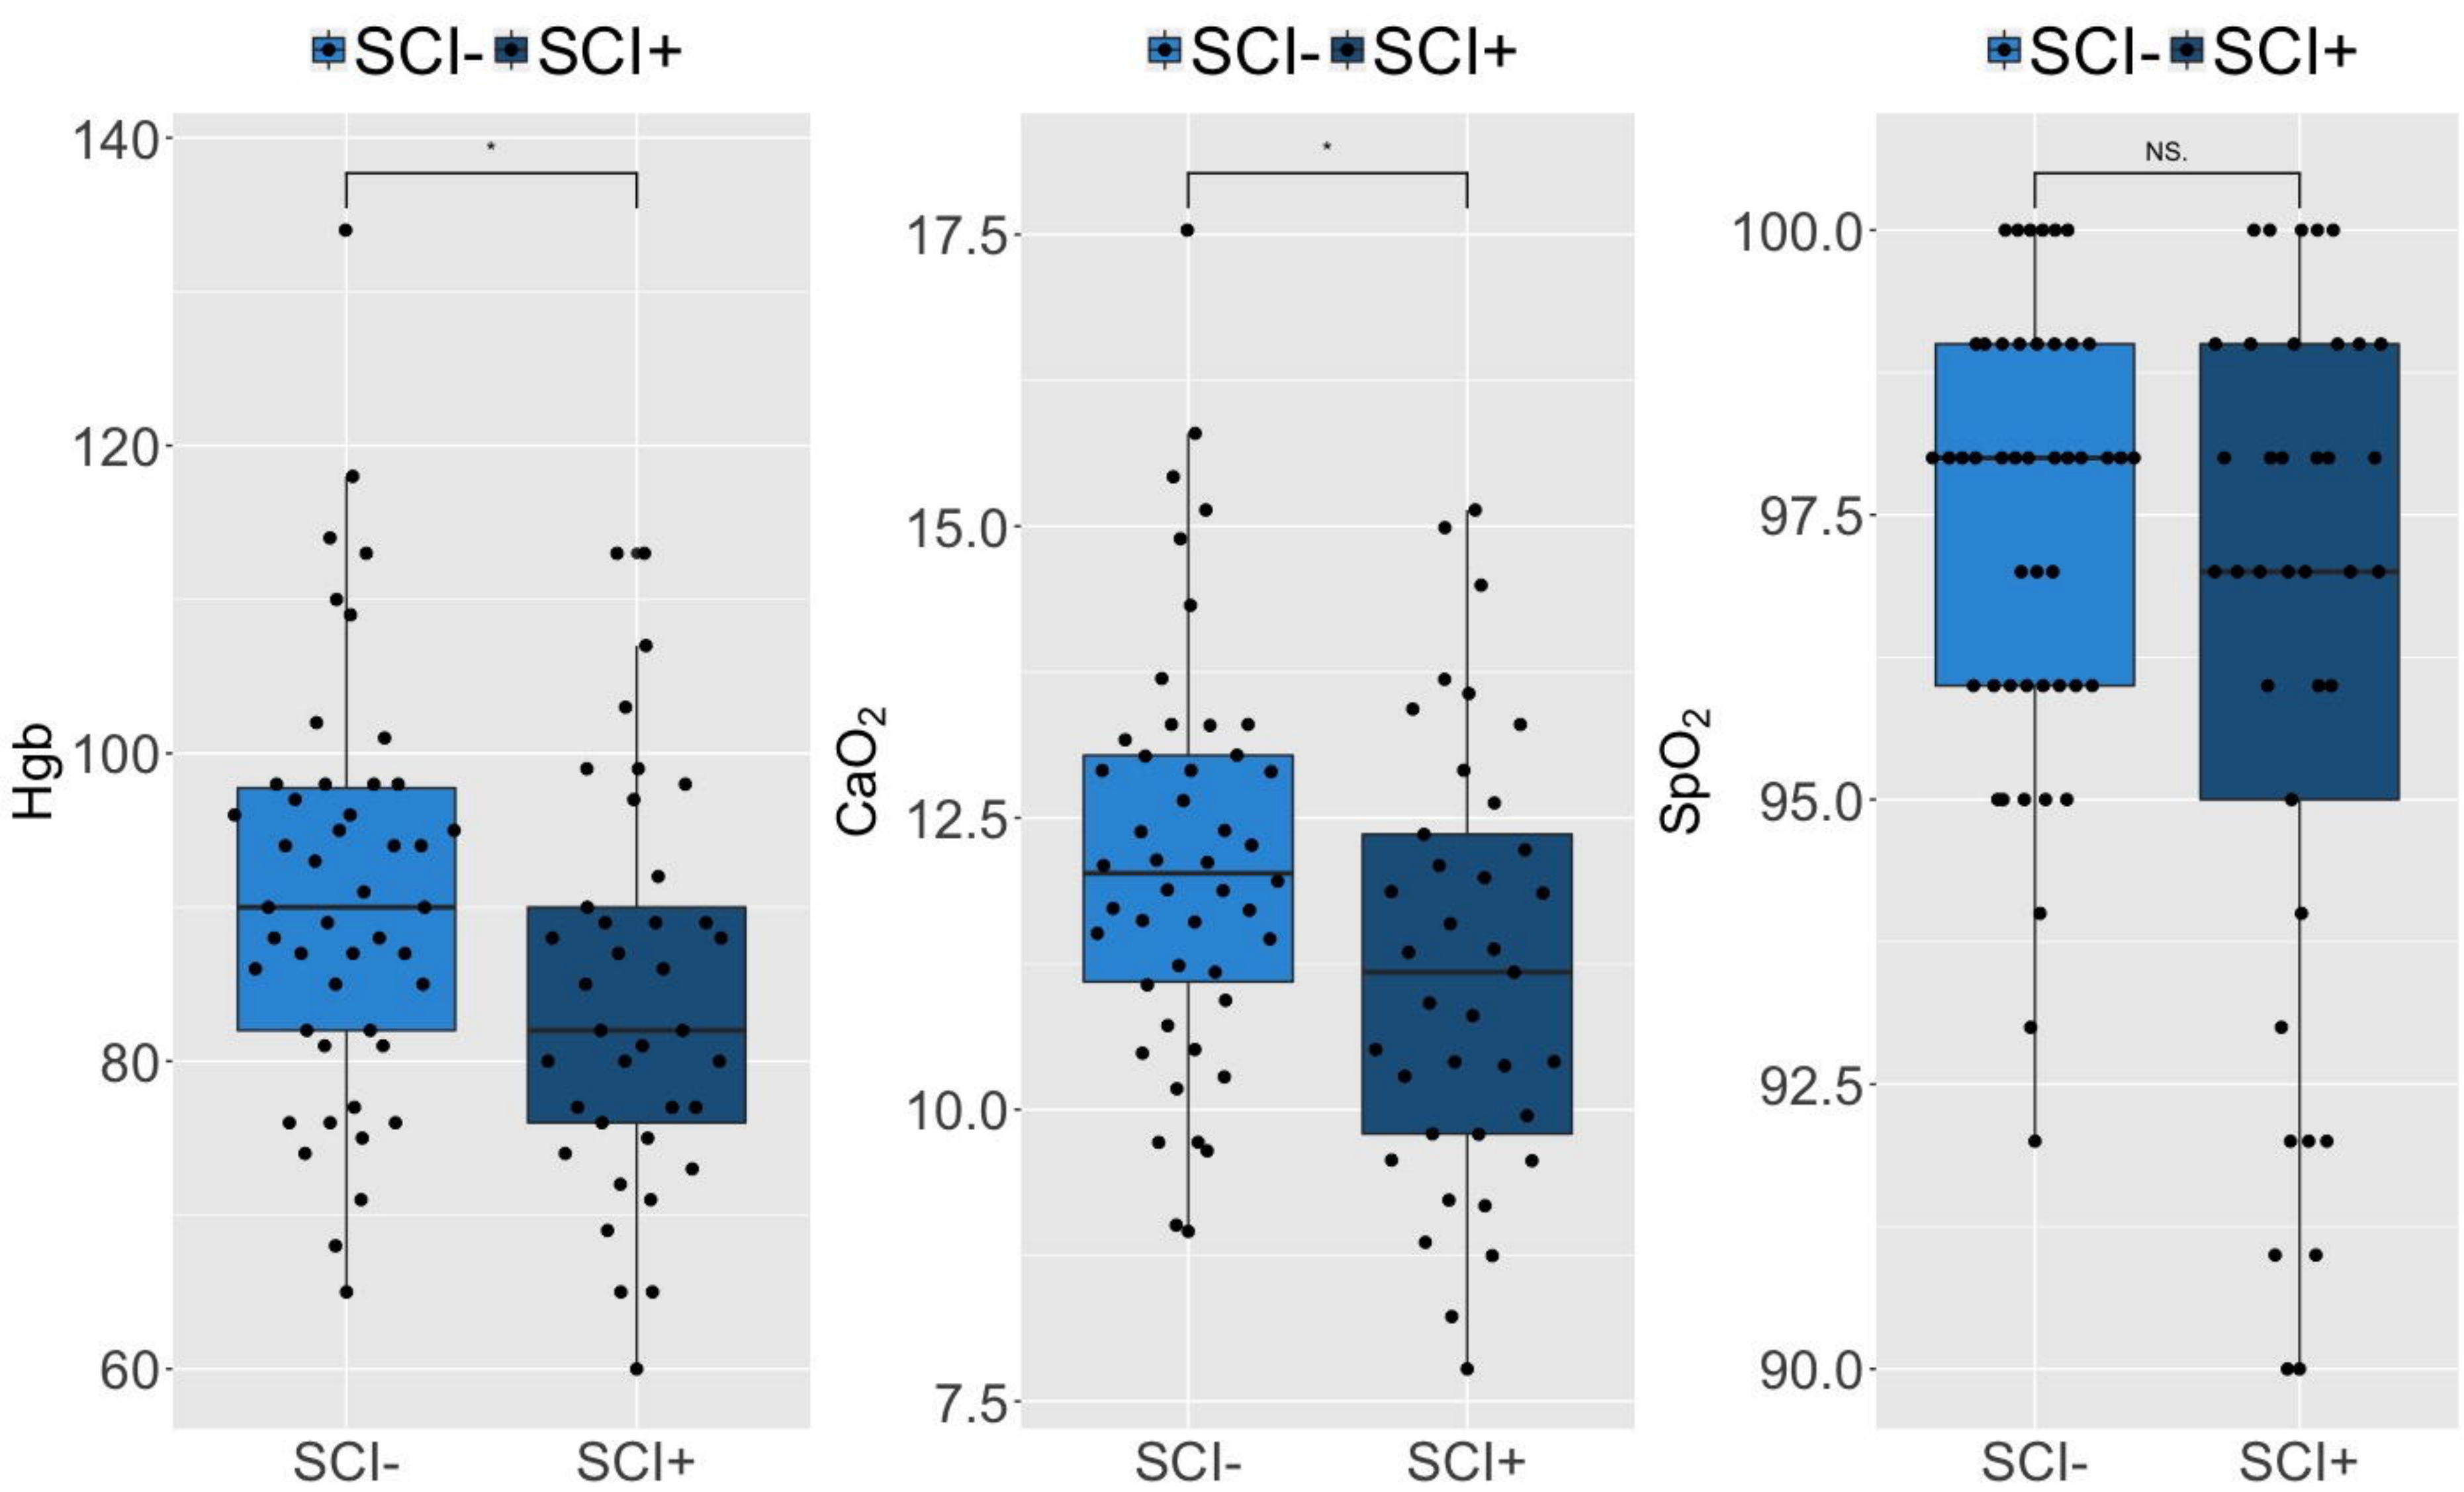 SCI- SCI+
140
120
100
80
60
Hgb
*
SCI- SCI+
SCI- SCI+
17.5
15.0
12.5
10.0
7.5
CaO₂
*
SCI- SCI+
SCI- SCI+
100.0
97.5
95.0
92.5
90.0
SpO₂
NS.
SCI- SCI+